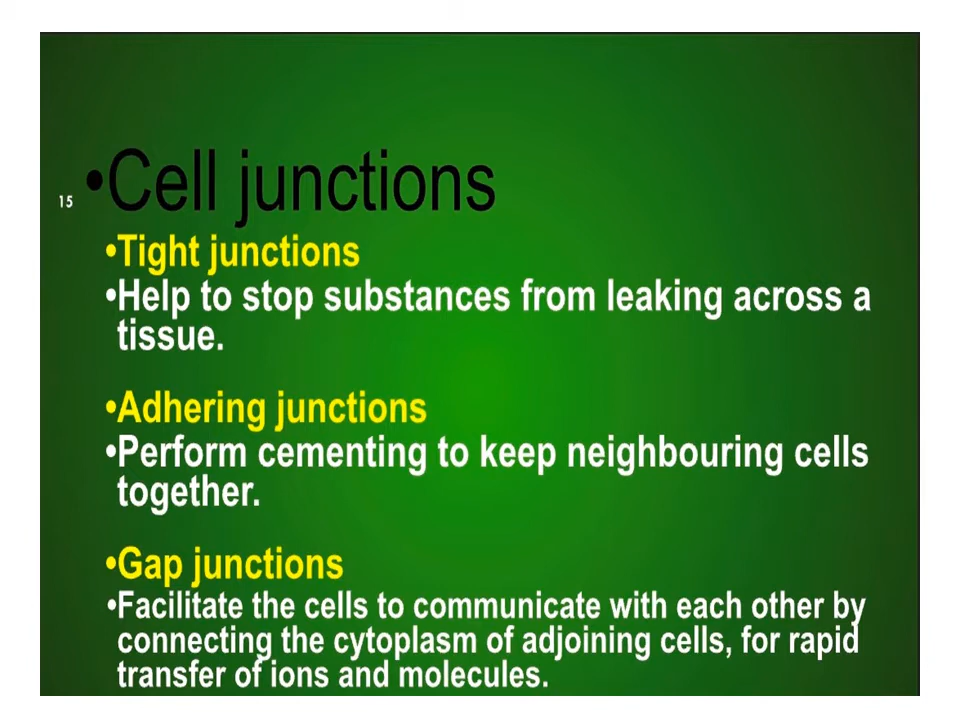 15
•Cell junctions
•Tight junctions
•Help to stop substances from leaking across a
tissue.
•Adhering junctions
•Perform cementing to keep neighbouring cells
together.
•Gap junctions
•Facilitate the cells to communicate with each other by
connecting the cytoplasm of adjoining cells, for rapid
transfer of ions and molecules.